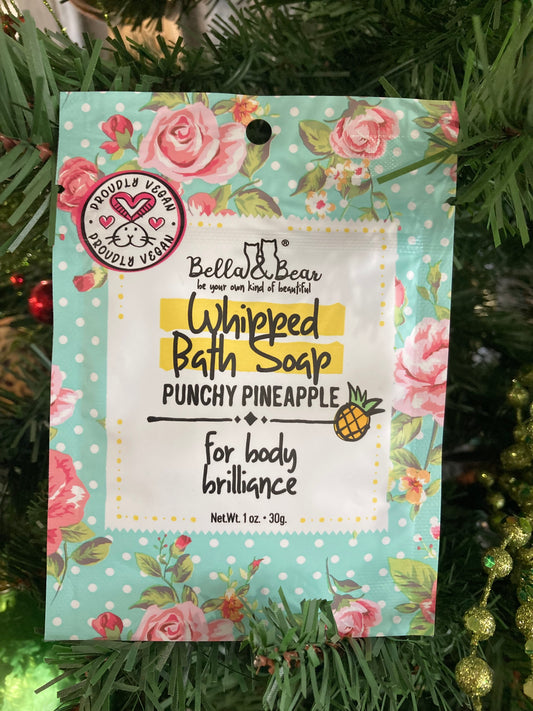 PROUDLY VEGAN
PROUDLY VEGAN
Bella & Bear®
be your own kind of beautiful
Whipped
Bath Soap
PUNCHY PINEAPPLE
for body
brilliance
Net.Wt. 1 oz. • 30g.